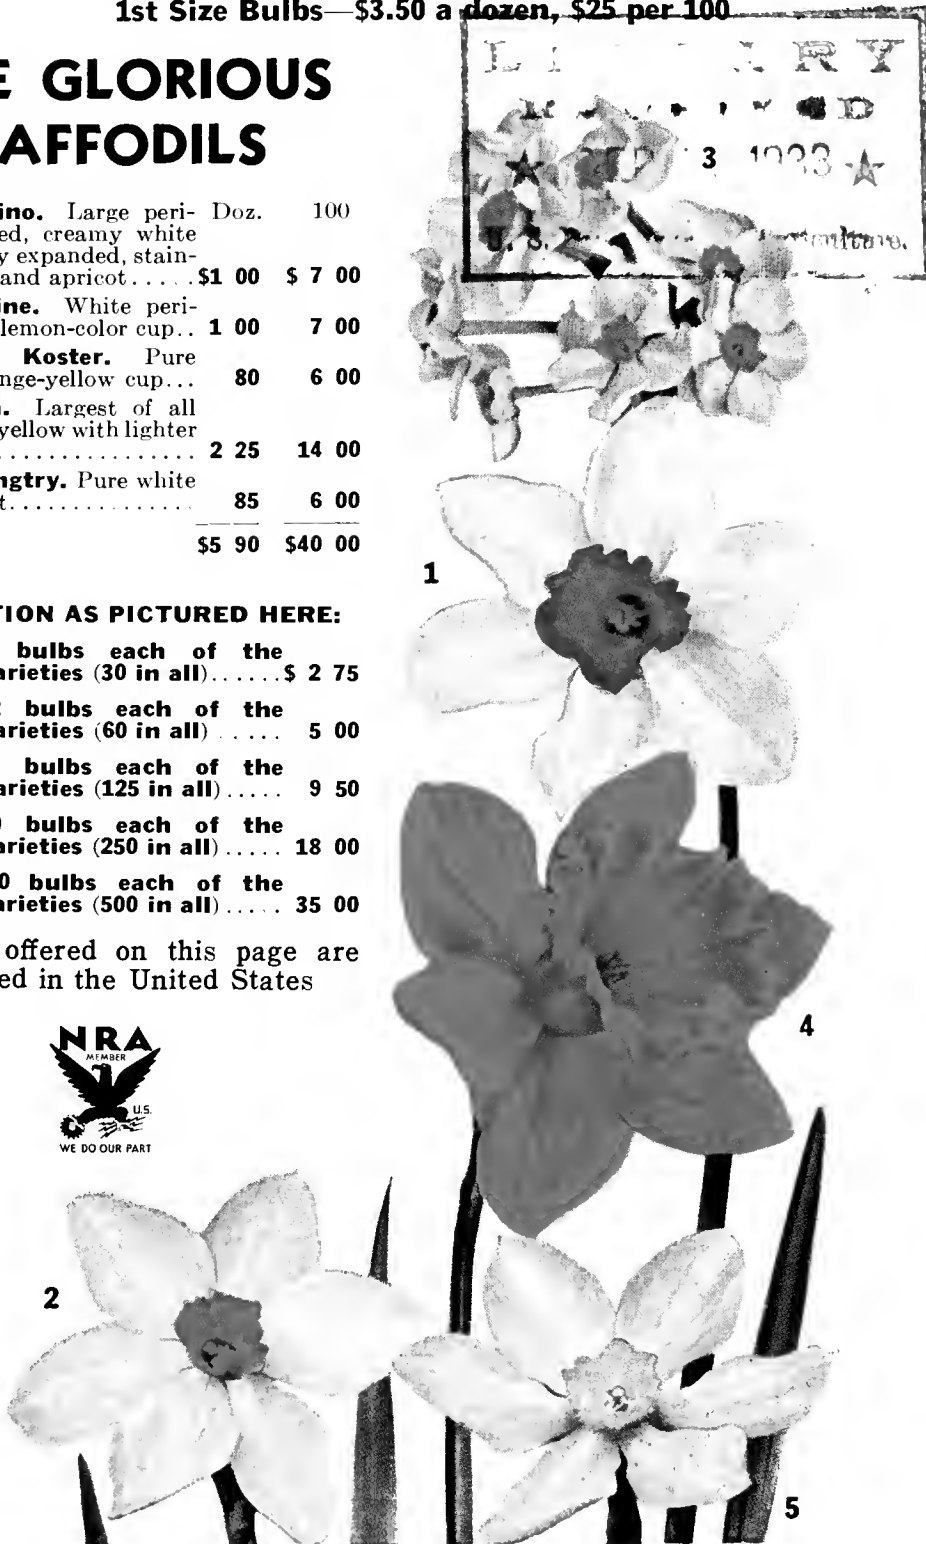 1st Size Bulbs—$3.50 a dozen, $25 per 100
E GLORIOUS
AFFODILS
ino. Large peri- Doz. 100
ed, creamy white
y expanded, stain-
and apricot..... $1 00 $ 7 00
ine. White peri-
lemon-color cup.. 1 00 7 00
Koster. Pure
nge-yellow cup... 80 6 00
. Largest of all
yellow with lighter
................ 2 25 14 00
ngtry. Pure white
t............... 85 6 00
$5 90 $40 00
TION AS PICTURED HERE:
bulbs each of the
arieties (30 in all)......$ 2 75
bulbs each of the
arieties (60 in all) ..... 5 00
bulbs each of the
arieties (125 in all)..... 9 50
bulbs each of the
arieties (250 in all)..... 18 00
0 bulbs each of the
arieties (500 in all)..... 35 00
offered on this page are
ed in the United States
NRA
MEMBER
U.S.
WE DO OUR PART
3
U. S.
1
4
2
5